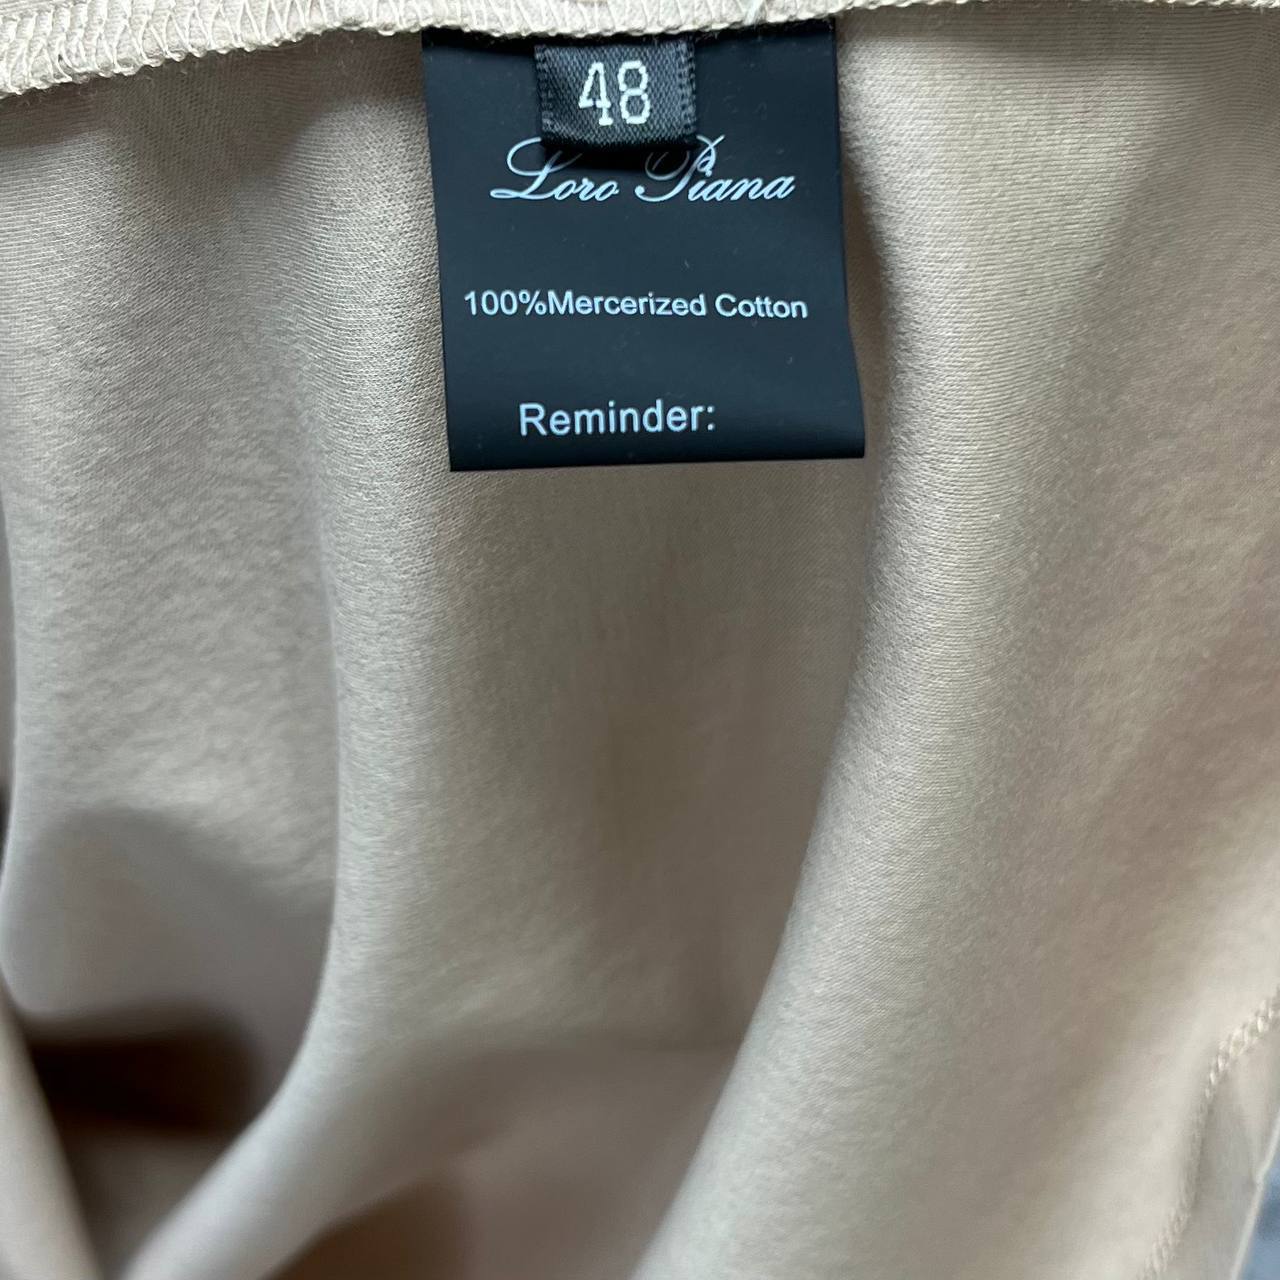 48
Loro Piana
100%Mercerized Cotton
Reminder: